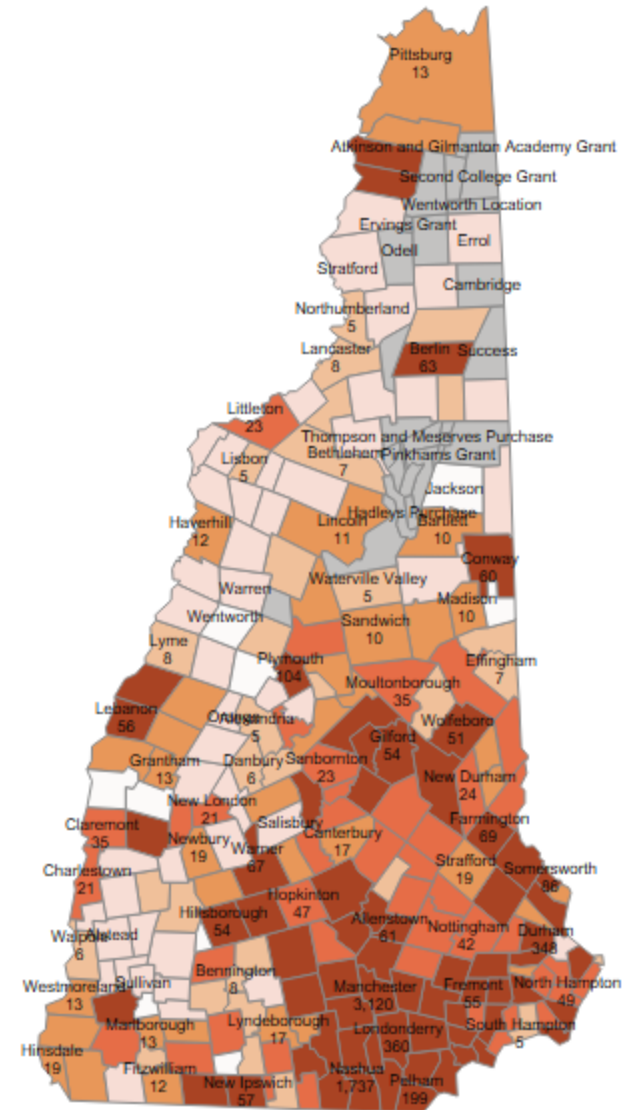 Pittsburg
13
Atkinson and Gilmanton Academy Grant
Second College Grant
Wentworth Location
Ervings Grant
Errol
Odell
Stratford
Cambridge
Northumberland
5
Lancaster
8
Berlin
63
Success
Littleton
23
Thompson and Meserves Purchase
Bethlehem
7
Pinkhams Grant
Lisbon
5
Jackson
Hadleys Purchase
Haverhill
12
Lincoln
11
Bartlett
10
Conway
60
Waterville Valley
5
Warren
Madison
10
Wentworth
Sandwich
10
Lyme
8
Plymouth
104
Effingham
7
Moultonborough
35
Lebanon
56
Orange
Alexandria
5
Wolfeboro
51
Gilford
54
Grantham
13
Danbury
6
Sanbornton
23
New Durham
24
New London
21
Salisbury
Farmington
69
Claremont
35
Canterbury
17
Newbury
19
Warner
67
Strafford
19
Somersworth
Charlestown
21
Hopkinton
47
Hillsborough
54
Allenstown
61
Nottingham
42
Durham
348
Walpole
6
Alstead
Bennington
8
Sullivan
Westmoreland
13
Manchester
3,120
Fremont
55
North Hampton
49
Marlborough
13
Lyndeborough
17
Londonderry
360
South Hampton
5
Hinsdale
19
Fitzwilliam
12
New Ipswich
57
Nashua
1,737
Pelham
199